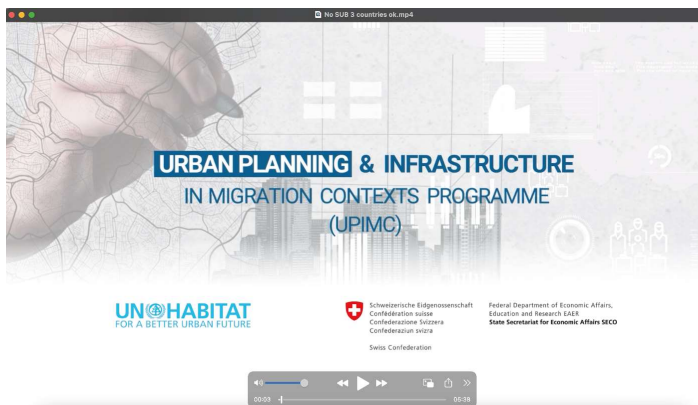 No SUB 3 countries ok.mp4
URBAN PLANNING & INFRASTRUCTURE
IN MIGRATION CONTEXTS PROGRAMME
(UPIMC)
UN HABITAT
FOR A BETTER URBAN FUTURE
Schweizerische Eidgenossenschaft
Confédération suisse
Confederazione Svizzera
Confederaziun svizra
Swiss Confederation
Federal Department of Economic Affairs,
Education and Research EAER
State Secretariat for Economic Affairs SECO
00:03
05:38